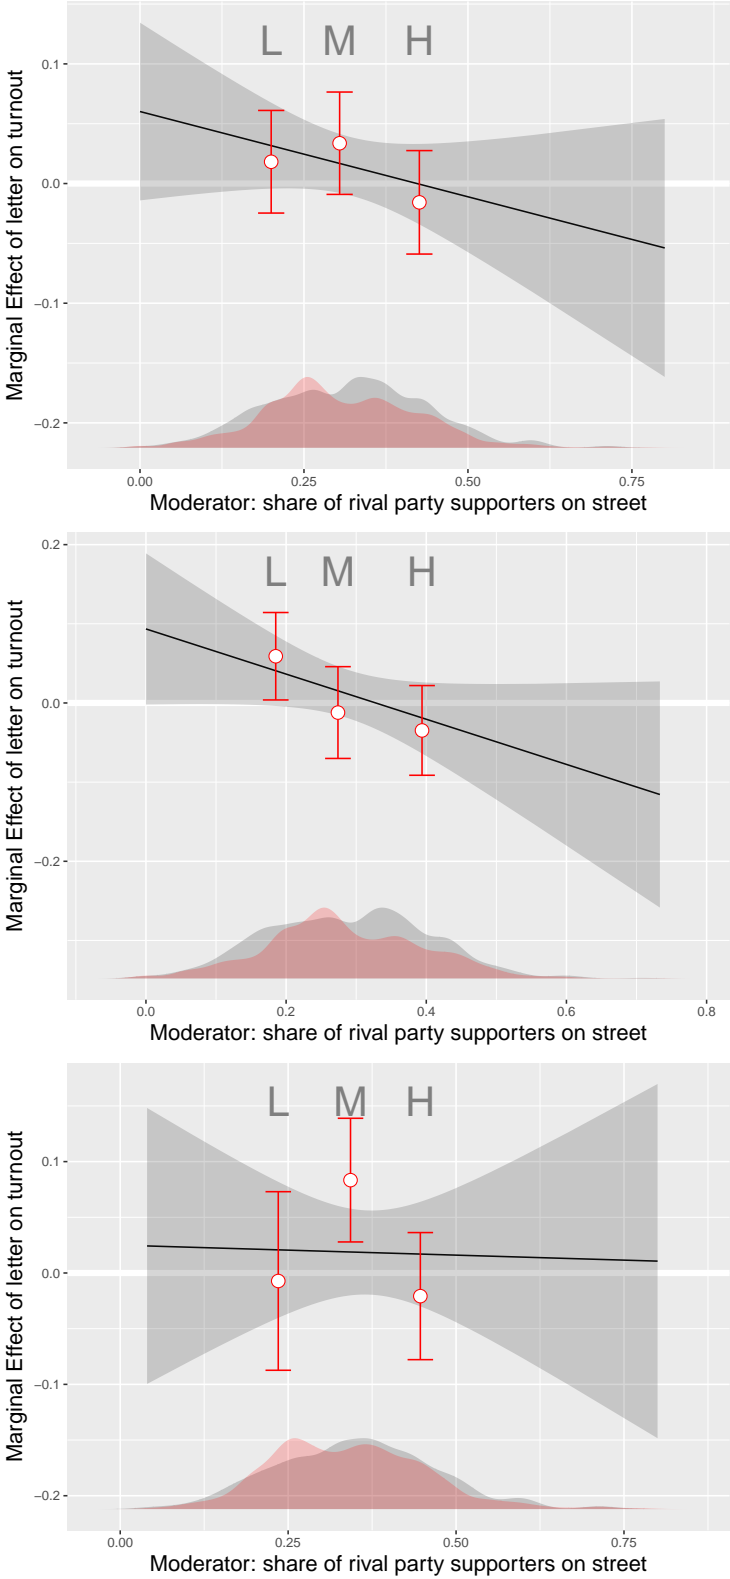 L M H
0.1
0.0
−0.1
−0.2
Marginal Effect of letter on turnout
0.00 0.25 0.50 0.75
Moderator: share of rival party supporters on street
L M H
0.2
0.0
−0.2
Marginal Effect of letter on turnout
0.0 0.2 0.4 0.6 0.8
Moderator: share of rival party supporters on street
L M H
0.1
0.0
−0.1
−0.2
Marginal Effect of letter on turnout
0.00 0.25 0.50 0.75
Moderator: share of rival party supporters on street